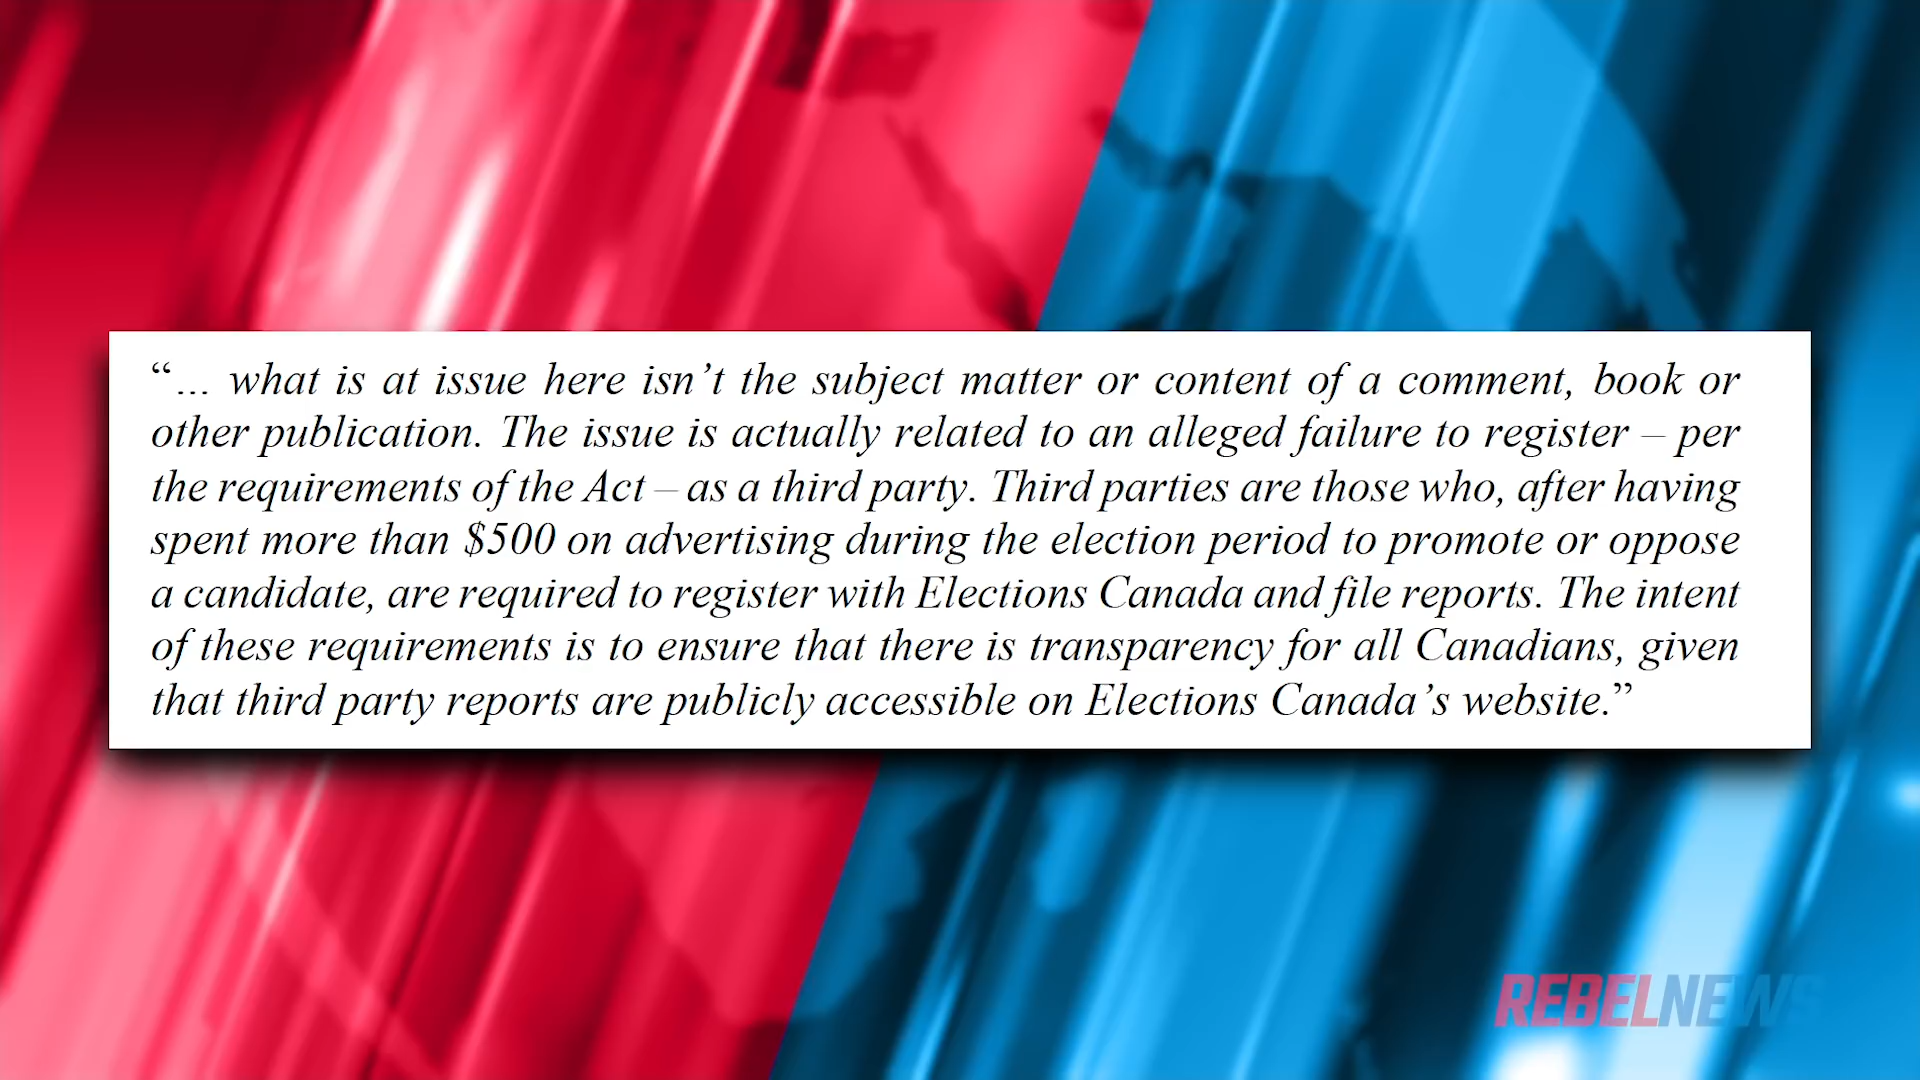 “... what is at issue here isn’t the subject matter or content of a comment, book or
other publication. The issue is actually related to an alleged failure to register – per
the requirements of the Act – as a third party. Third parties are those who, after having
spent more than $500 on advertising during the election period to promote or oppose
a candidate, are required to register with Elections Canada and file reports. The intent
of these requirements is to ensure that there is transparency for all Canadians, given
that third party reports are publicly accessible on Elections Canada’s website.”
REBELNEWS